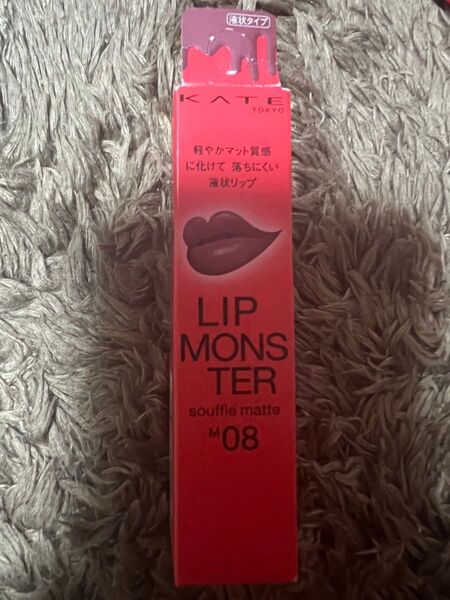 液状タイプ
KATE
TOKYO
軽やかマット質感
に化けて 落ちにくい
液状リップ
LIP
MONS
TER
souffle matte
M08